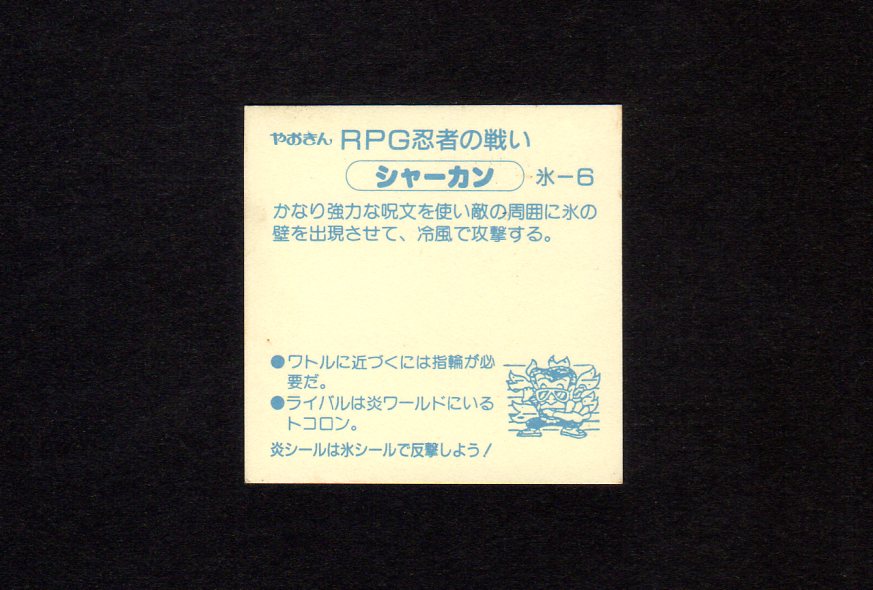 やおきん RPG忍者の戦い
シャーカン 氷-6
かなり強力な呪文を使い敵の周囲に氷の
壁を出現させて、冷風で攻撃する。
●ワトルに近づくには指輪が必
要だ。
●ライバルは炎ワールドにいる
トコロン。
炎シールは氷シールで反撃しよう!